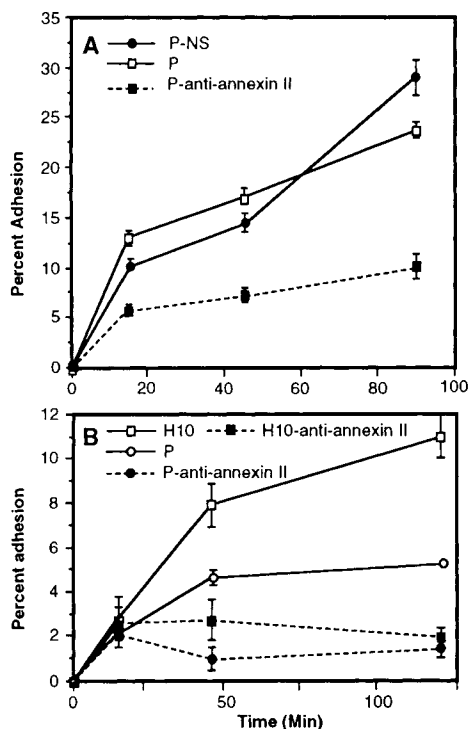 A
P-NS
P
P-anti-annexin II
Percent Adhesion
35
30
25
20
15
10
5
0
0 20 40 60 80 100
B
H10 H10-anti-annexin II
P
P-anti-annexin II
Percent adhesion
12
10
8
6
4
2
0
0 50 100
Time (Min)